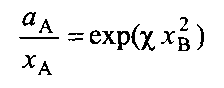 a_A / x_A = exp(χ x_B^2)